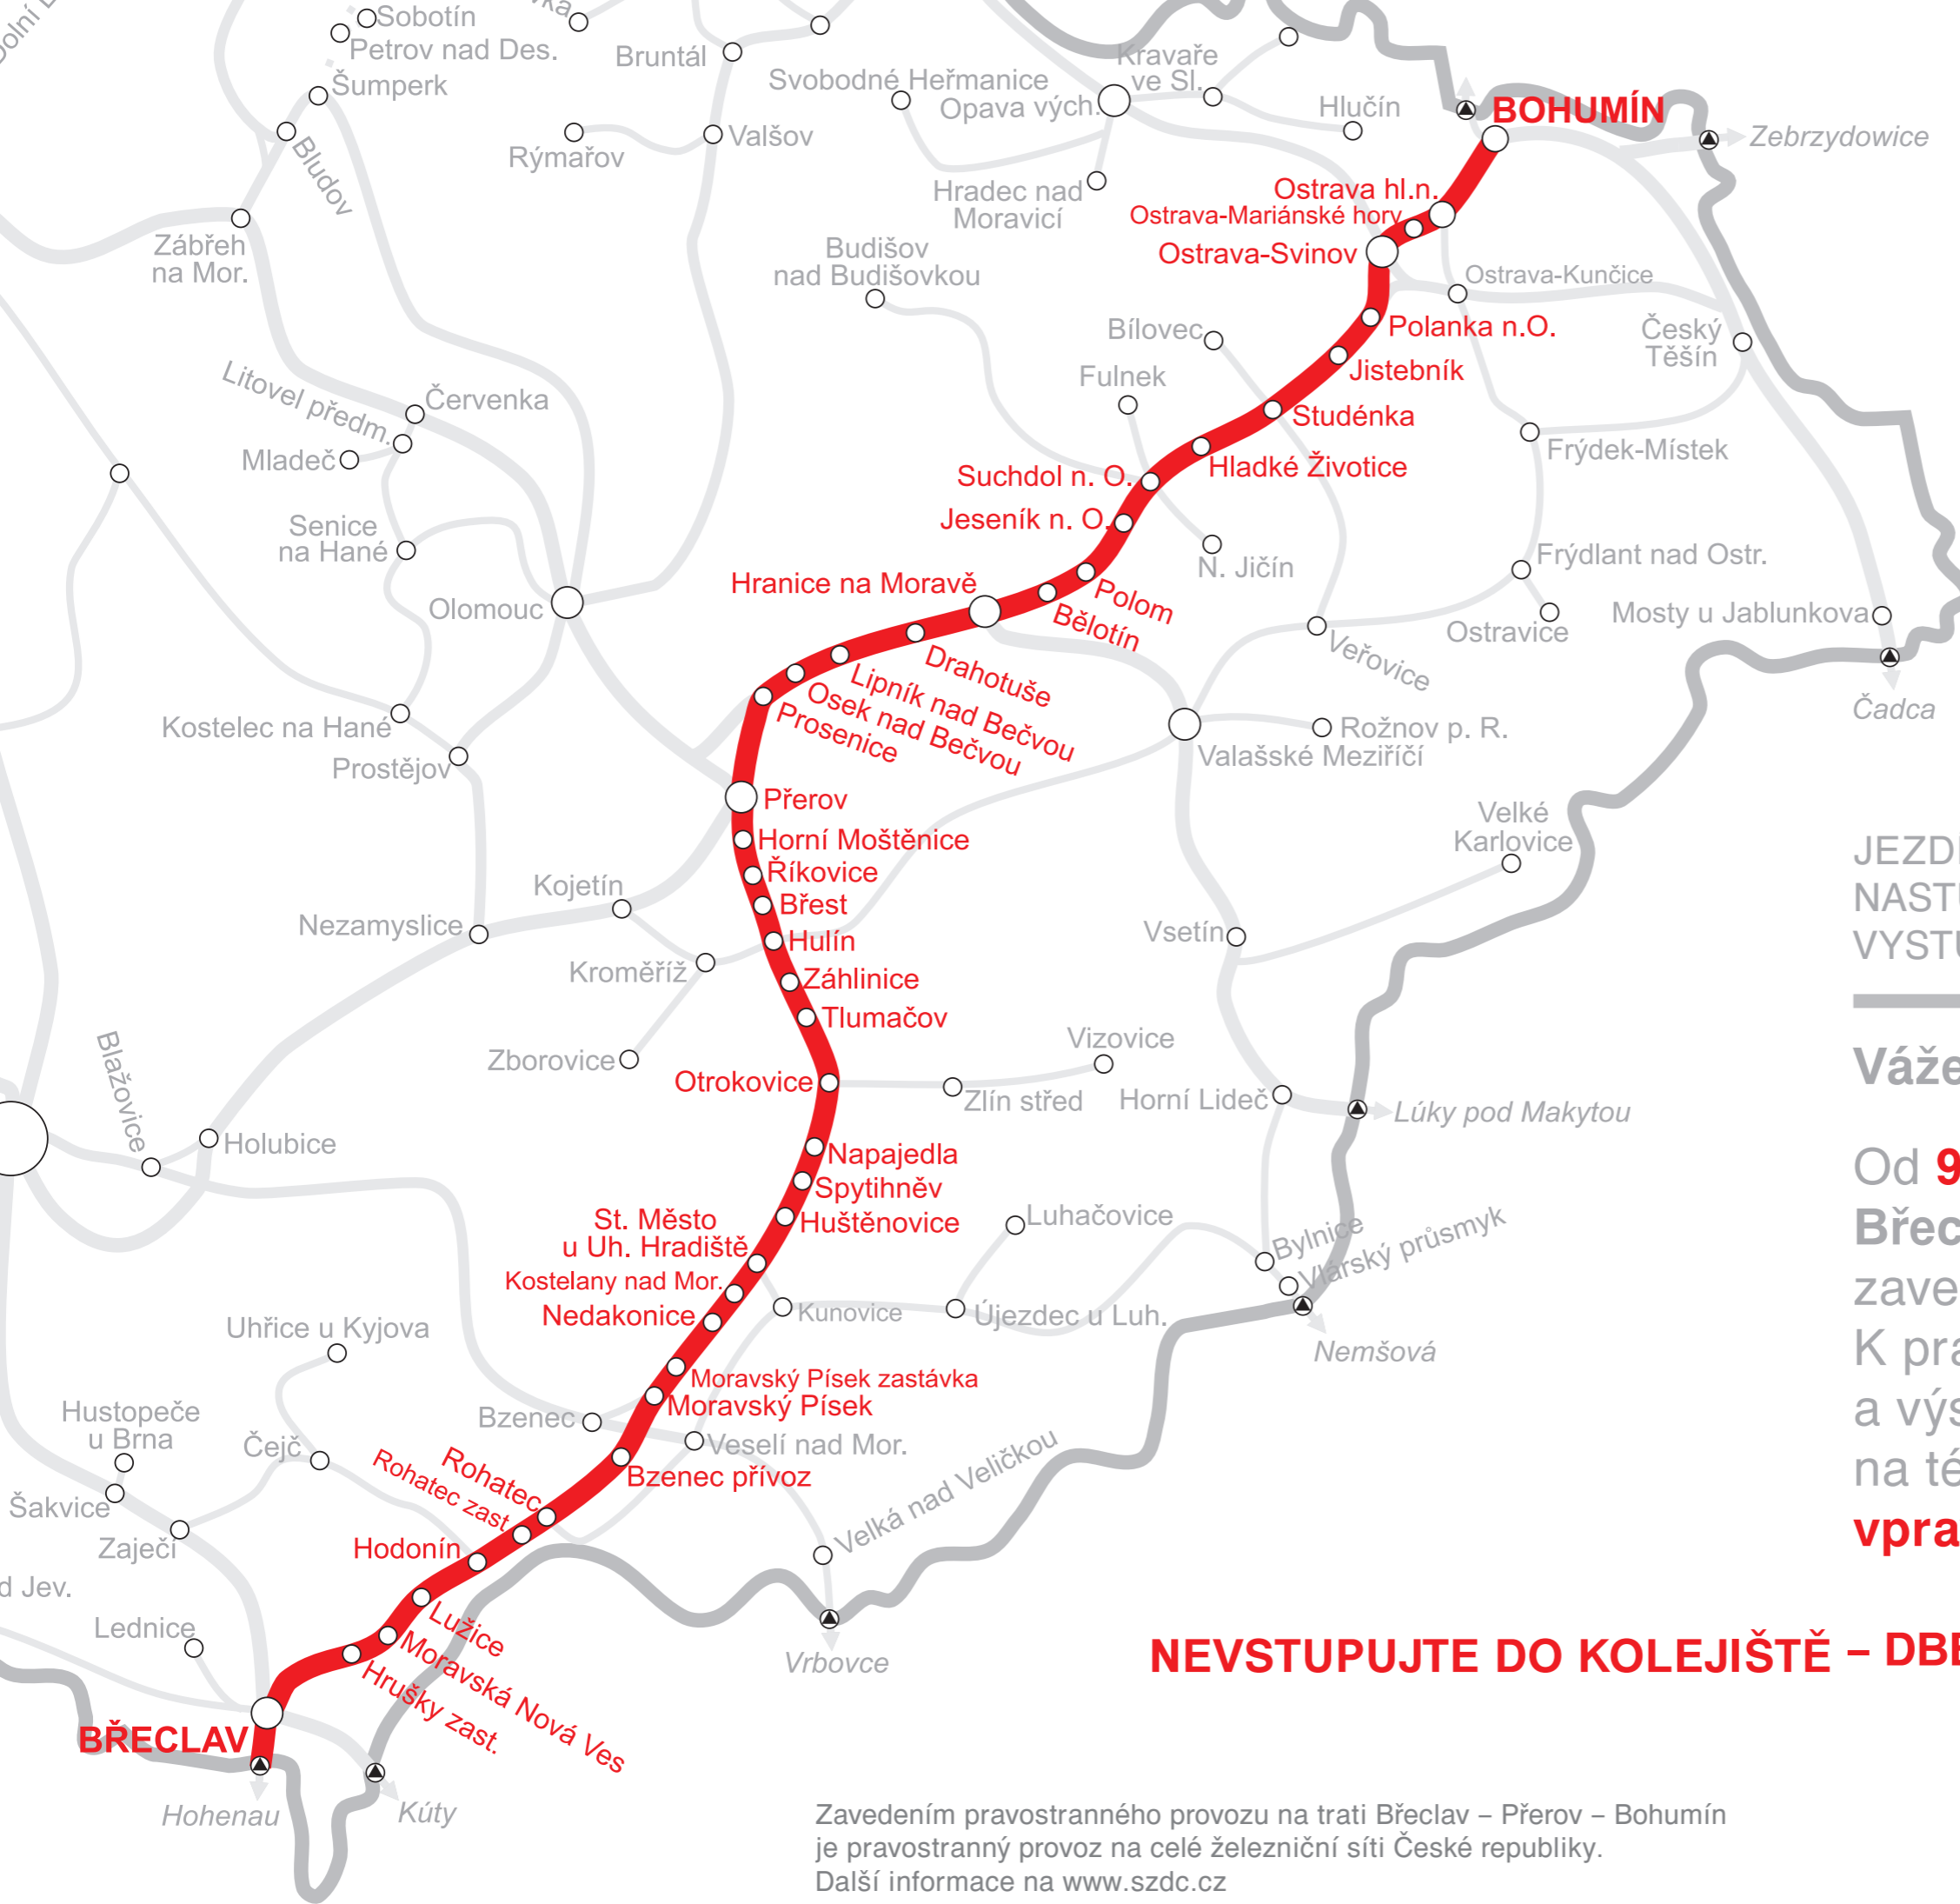 Sobotín
Petrov nad Des.
Šumperk
Bruntál
Svobodné Heřmanice
Opava vých.
Kravaře
ve Sl.
Hlučín
BOHUMÍN
Zebrzydowice
Bludov
Rýmařov
Valšov
Hradec nad
Moravicí
Ostrava hl.n.
Ostrava-Mariánské hory
Ostrava-Svinov
Zábřeh
na Mor.
Budišov
nad Budišovkou
Ostrava-Kunčice
Polanka n.O.
Český
Těšín
Bílovec
Jistebník
Fulnek
Litovel předm.
Červenka
Mladeč
Studénka
Frýdek-Místek
Hladké Životice
Suchdol n. O.
Jeseník n. O.
Senice
na Hané
N. Jičín
Frýdlant nad Ostr.
Hranice na Moravě
Polom
Bělotín
Olomouc
Ostravice
Mosty u Jablunkova
Veřovice
Drahotuše
Lipník nad Bečvou
Osek nad Bečvou
Prosenice
Čadca
Kostelec na Hané
Rožnov p. R.
Valašské Meziříčí
Prostějov
Přerov
Velké
Karlovice
Horní Moštěnice
Říkovice
Břest
Kojetín
Nezamyslice
Hulín
Vsetín
Kroměříž
Záhlinice
Tlumačov
Blažovice
Zborovice
Vizovice
Otrokovice
Zlín střed
Horní Lideč
Lúky pod Makytou
Holubice
Napajedla
Spytihněv
Huštěnovice
St. Město
u Uh. Hradiště
Luhačovice
Bylnice
Vlárský průsmyk
Kostelany nad Mor.
Nedakonice
Kunovice
Újezdec u Luh.
Nemšová
Uhřice u Kyjova
Moravský Písek zastávka
Moravský Písek
Bzenec
Veselí nad Mor.
Hustopeče
u Brna
Čejč
Rohatec
Rohatec zast
Bzenec přívoz
Velká nad Veličkou
Šakvice
Zaječí
Hodonín
d Jev.
Lednice
Lužice
Moravská Nová Ves
Hrušky zast.
Vrbovce
BŘECLAV
Hohenau
Kúty
JEZD
NASTU
VYSTU
Váže
Od 9
Břec
zave
K pra
a výs
na té
vpra
NEVSTUPUJTE DO KOLEJIŠTĚ – DBE
Zavedením pravostranného provozu na trati Břeclav – Přerov – Bohumín
je pravostranný provoz na celé železniční síti České republiky.
Další informace na www.szdc.cz